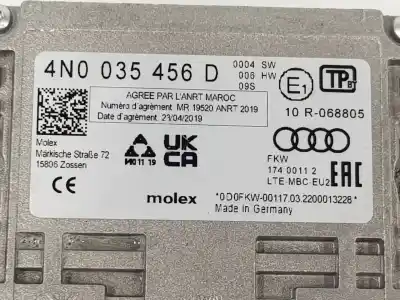 4N0 035 456 D
0004 SW
006 HW
09S
E1
TP
AGREE PAR L'ANRT MAROC
Numéro d'agrément: MR 19520 ANRT 2019
Date d'agrément: 23/04/2019
10 R-068805
Molex
Märkische Straße 72
15806 Zossen
UK
CA
FKW
174 0011 2
LTE-MBC-EU2
EAC
CE
molex
*0D0FKW-00117.03.2200013228*
Made in Germany